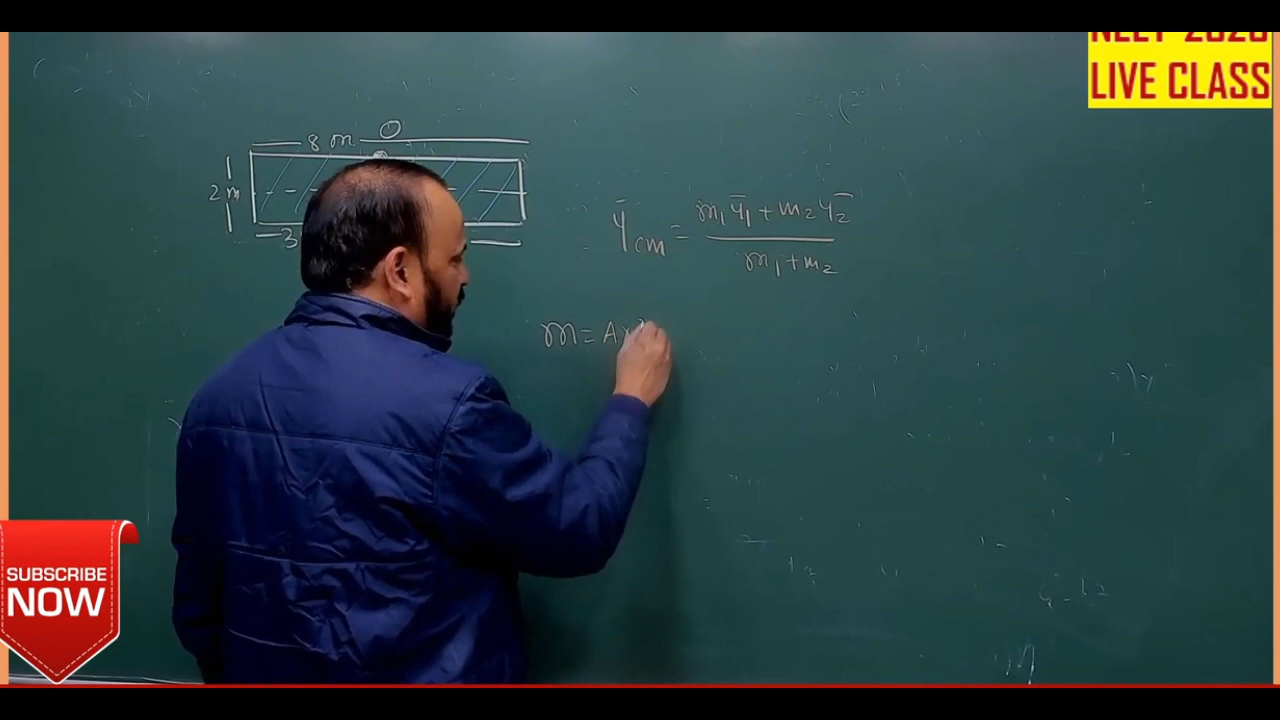 NEET 2026
LIVE CLASS
8 m
2 m
3
ȳcm = m₁ȳ₁ + m₂ȳ₂
m₁ + m₂
m = A
SUBSCRIBE
NOW